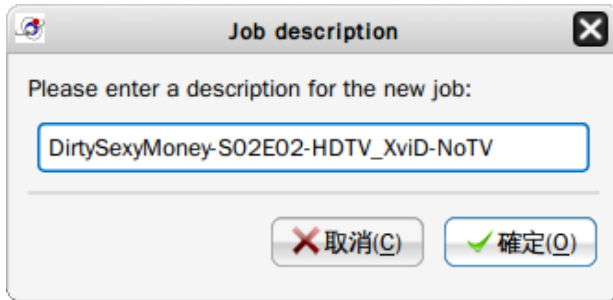 Job description
Please enter a description for the new job:
DirtySexyMoney-S02E02-HDTV_XviD-NoTV
取消(C) 確定(O)